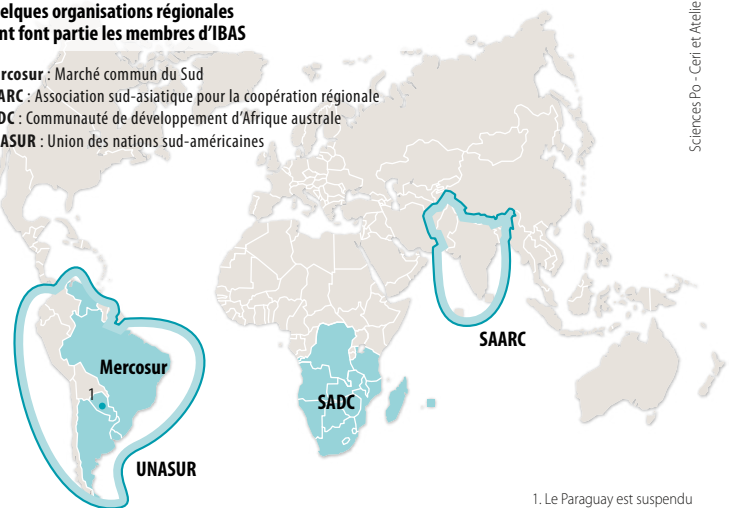 elques organisations régionales
nt font partie les membres d’IBAS
rcosur : Marché commun du Sud
ARC : Association sud-asiatique pour la coopération régionale
DC : Communauté de développement d’Afrique australe
ASUR : Union des nations sud-américaines
Sciences Po - Ceri et Atelie
SAARC
Mercosur
1
SADC
UNASUR
1. Le Paraguay est suspendu